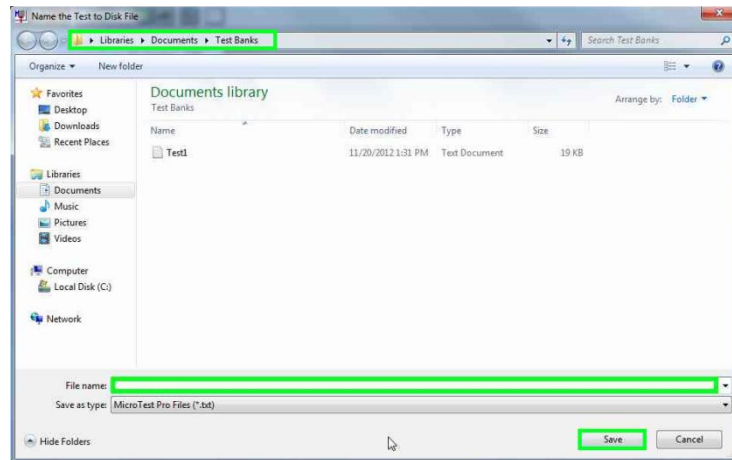 Name the Test to Disk File
Libraries Documents Test Banks
Search Test Banks
Organize New folder
Favorites
Desktop
Downloads
Recent Places
Libraries
Documents
Music
Pictures
Videos
Computer
Local Disk (C:)
Network
Documents library
Test Banks
Arrange by: Folder
Name Date modified Type Size
Test1 11/20/2012 1:31 PM Text Document 19 KB
File name:
Save as type: MicroTest Pro Files (*.txt)
Hide Folders
Save Cancel